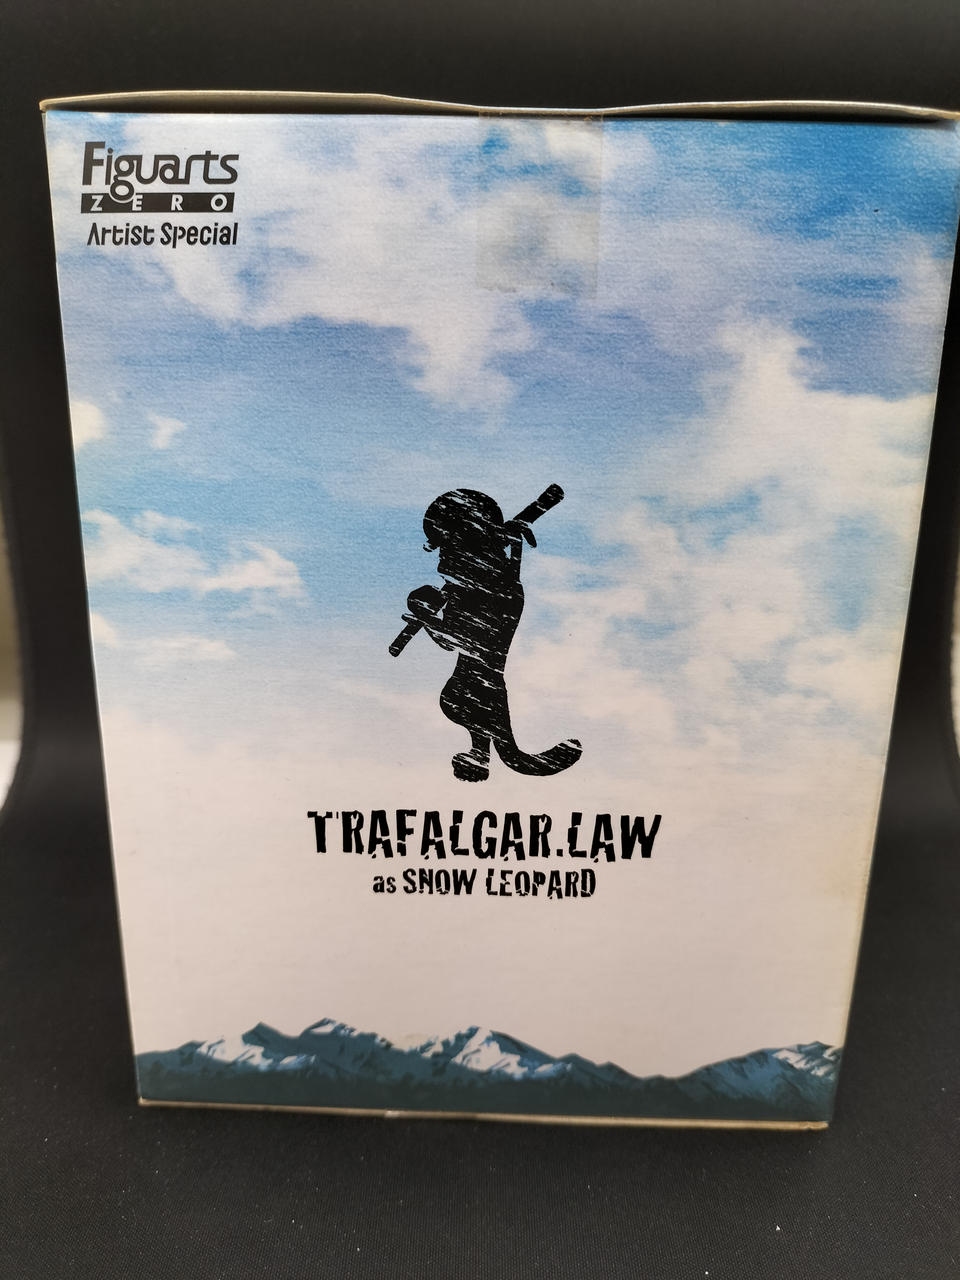 Figuarts
ZERO
Artist Special
TRAFALGAR.LAW
as SNOW LEOPARD